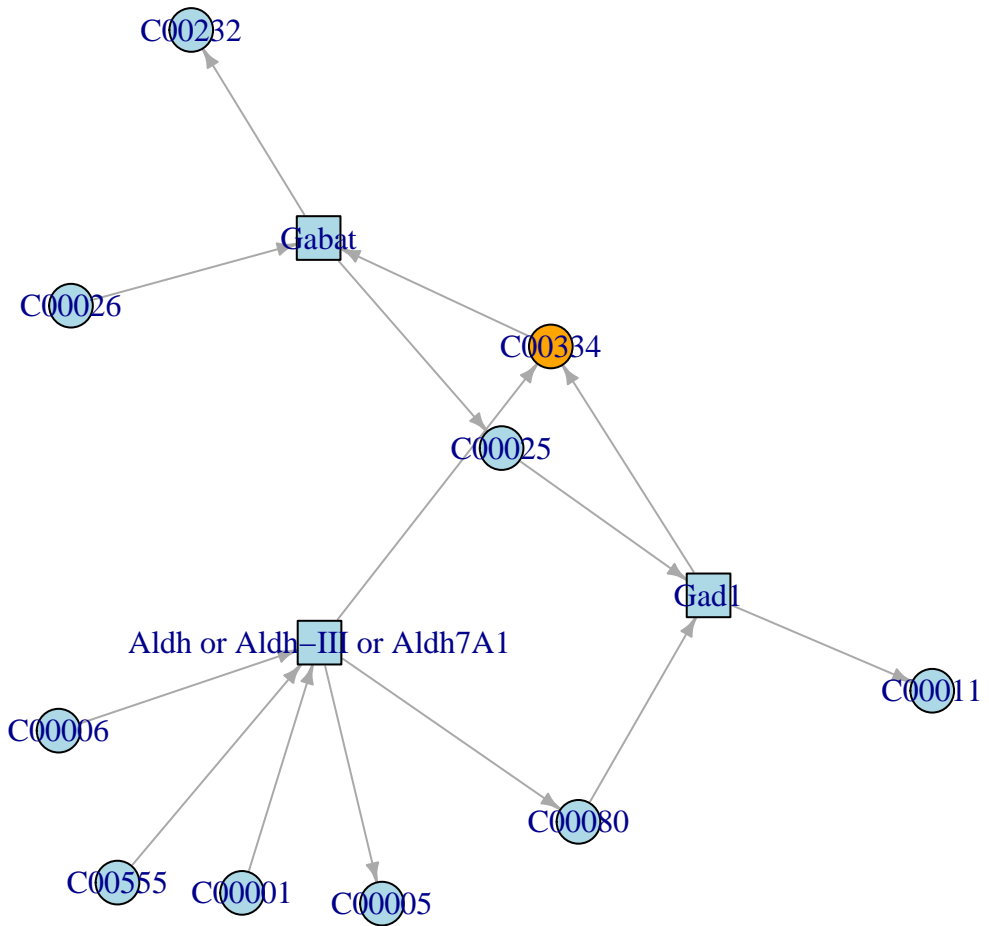 C00232
Gabat
C00026
C00334
C00025
Gad1
Aldh or Aldh−III or Aldh7A1
C00011
C00006
C00080
C00555
C00001
C00005